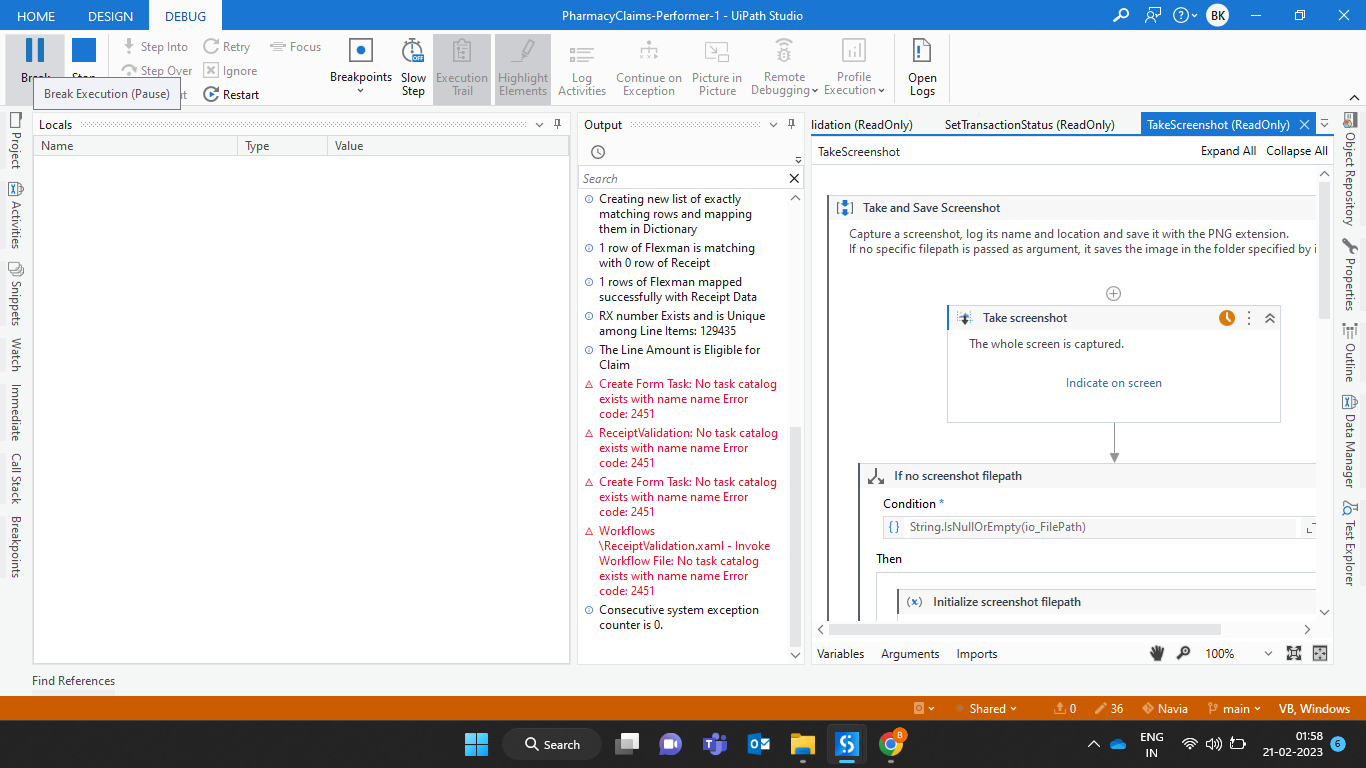 HOME
DESIGN
DEBUG
PharmacyClaims-Performer-1 - UiPath Studio
BK
Break
Step Into
Retry
Focus
Step Over
Ignore
Restart
Break Execution (Pause)
Breakpoints
Slow
Step
OFF
Execution
Trail
Highlight
Elements
Log
Activities
Continue on
Exception
Picture in
Picture
Remote
Debugging
Profile
Execution
Open
Logs
Project
Activities
Snippets
Watch
Immediate
Call Stack
Breakpoints
Locals
Name
Type
Value
Output
Search
Creating new list of exactly
matching rows and mapping
them in Dictionary
1 row of Flexman is matching
with 0 row of Receipt
1 rows of Flexman mapped
successfully with Receipt Data
RX number Exists and is Unique
among Line Items: 129435
The Line Amount is Eligible for
Claim
Create Form Task: No task catalog
exists with name name Error
code: 2451
ReceiptValidation: No task catalog
exists with name name Error
code: 2451
Create Form Task: No task catalog
exists with name name Error
code: 2451
Workflows
\ReceiptValidation.xaml - Invoke
Workflow File: No task catalog
exists with name name Error
code: 2451
Consecutive system exception
counter is 0.
lidation (ReadOnly)
SetTransactionStatus (ReadOnly)
TakeScreenshot (ReadOnly)
TakeScreenshot
Expand All
Collapse All
Take and Save Screenshot
Capture a screenshot, log its name and location and save it with the PNG extension.
If no specific filepath is passed as argument, it saves the image in the folder specified by i
Take screenshot
The whole screen is captured.
Indicate on screen
If no screenshot filepath
Condition *
String.IsNullOrEmpty(io_FilePath)
Then
Initialize screenshot filepath
Variables
Arguments
Imports
100%
Object Repository
Properties
Outline
Data Manager
Test Explorer
Find References
Shared
0
36
Navia
main
VB, Windows
Search
B
ENG
IN
01:58
21-02-2023
6